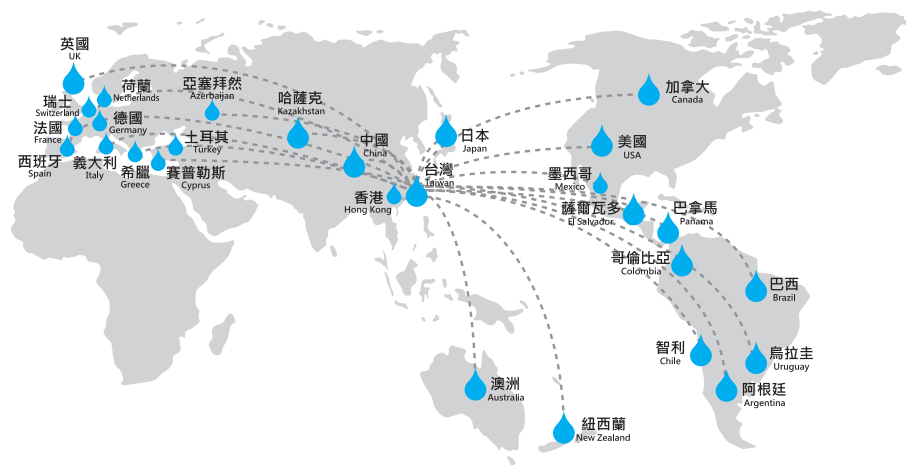 英國
UK
荷蘭
Netherlands
瑞士
Switzerland
法國
France
德國
Germany
西班牙
Spain
義大利
Italy
希臘
Greece
土耳其
Turkey
賽普勒斯
Cyprus
亞塞拜然
Azerbaijan
哈薩克
Kazakhstan
中國
China
日本
Japan
台灣
Taiwan
香港
Hong Kong
加拿大
Canada
美國
USA
墨西哥
Mexico
薩爾瓦多
El Salvador
巴拿馬
Panama
哥倫比亞
Colombia
巴西
Brazil
智利
Chile
烏拉圭
Uruguay
阿根廷
Argentina
澳洲
Australia
紐西蘭
New Zealand